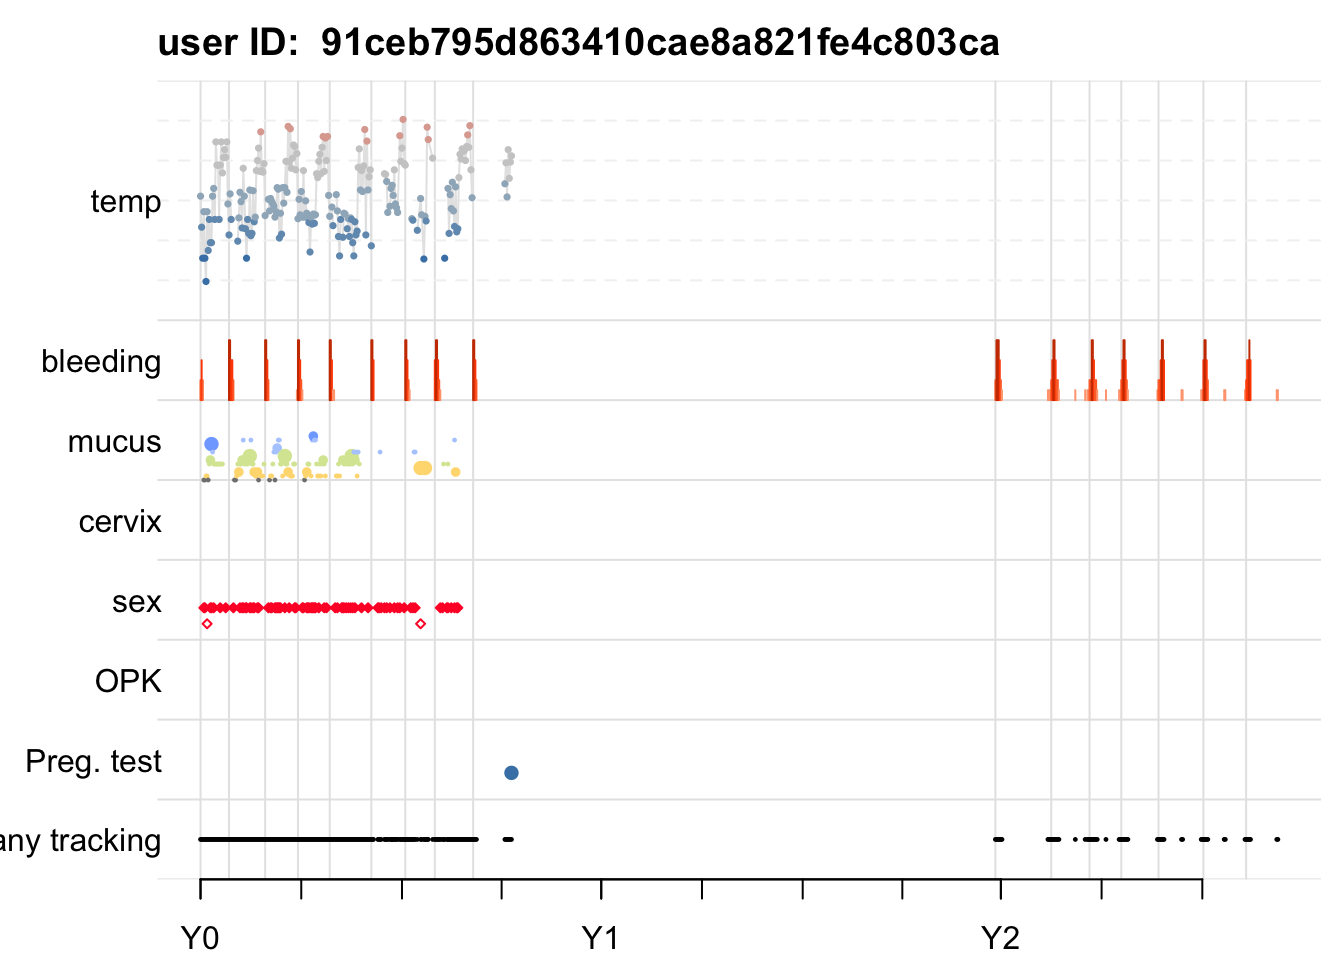 user ID:  91ceb795d863410cae8a821fe4c803ca
temp
bleeding
mucus
cervix
sex
OPK
Preg. test
any tracking
Y0
Y1
Y2